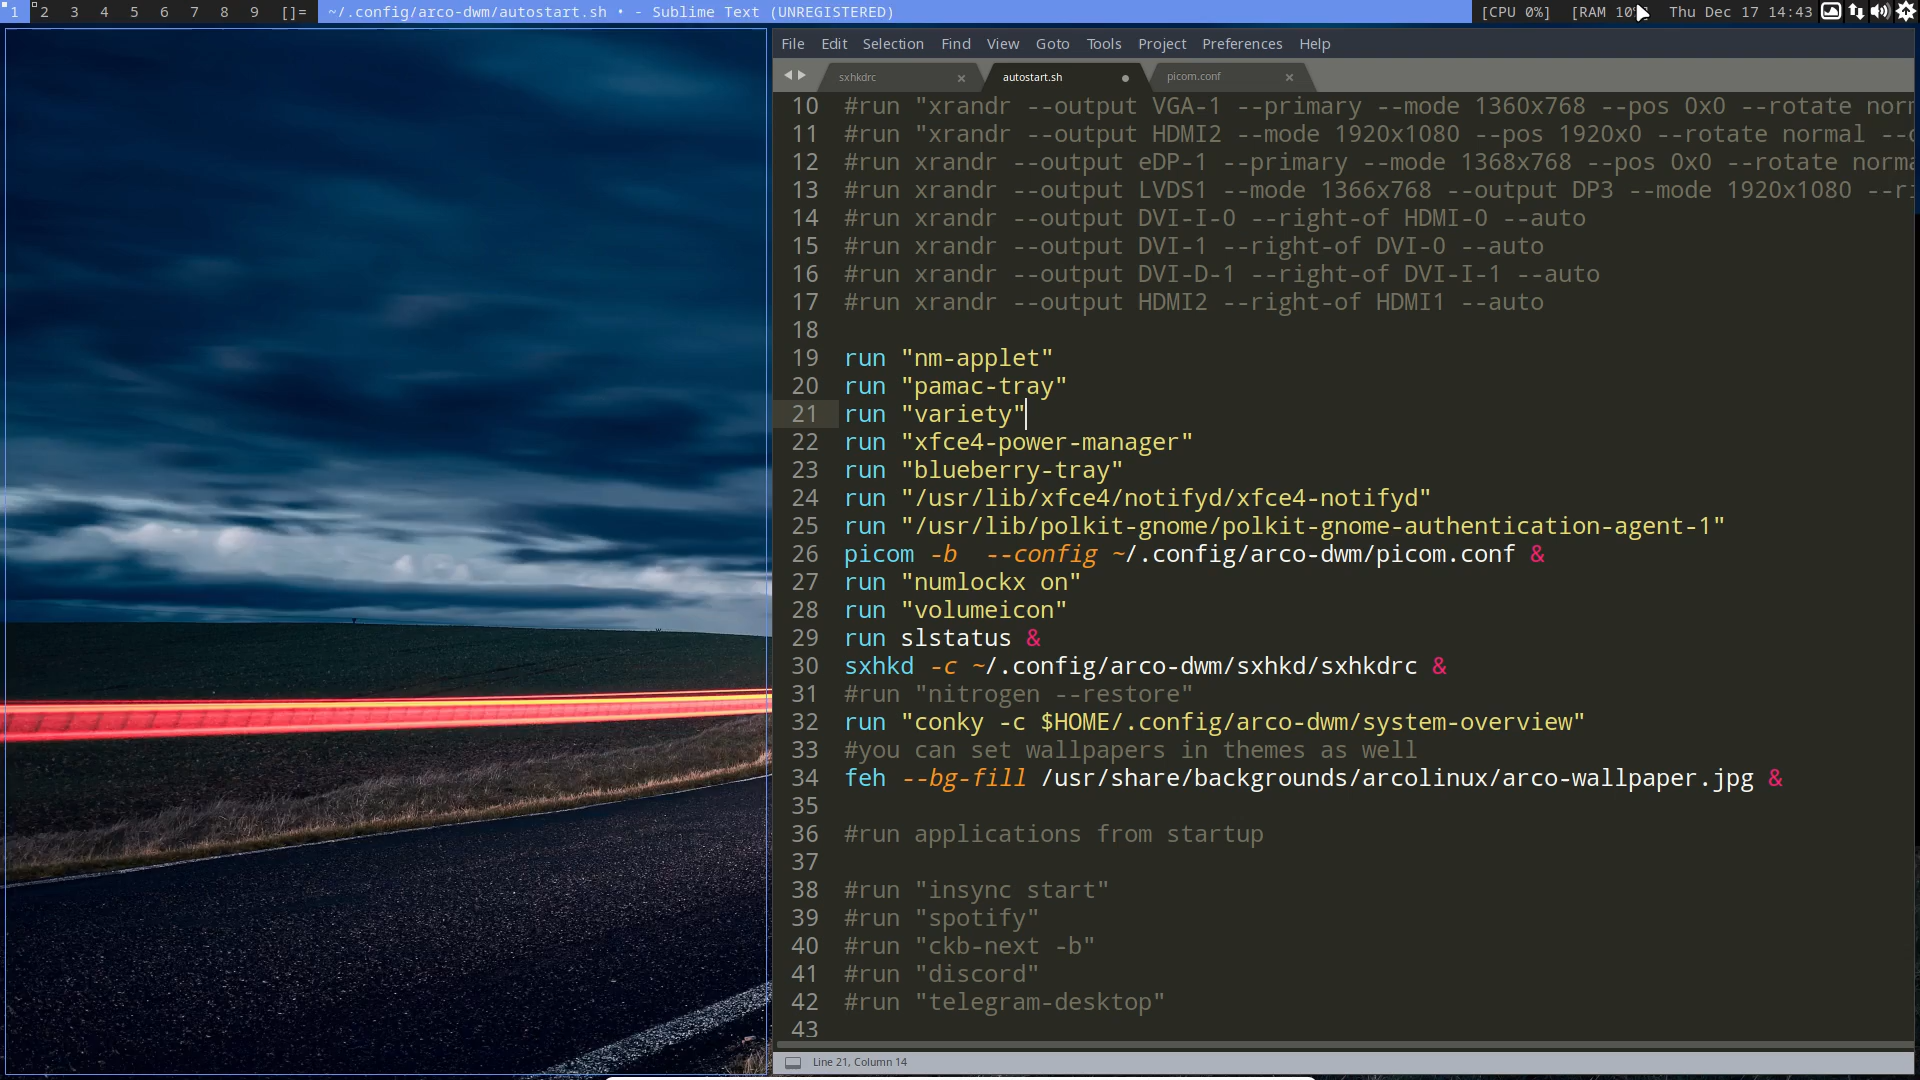 1 2 3 4 5 6 7 8 9 []= ~/.config/arco-dwm/autostart.sh • - Sublime Text (UNREGISTERED) [CPU 0%] [RAM 10%] Thu Dec 17 14:43
File Edit Selection Find View Goto Tools Project Preferences Help
sxhkdrc autostart.sh picom.conf
10 #run "xrandr --output VGA-1 --primary --mode 1360x768 --pos 0x0 --rotate
11 #run "xrandr --output HDMI2 --mode 1920x1080 --pos 1920x0 --rotate normal
12 #run xrandr --output eDP-1 --primary --mode 1368x768 --pos 0x0 --rotate
13 #run xrandr --output LVDS1 --mode 1366x768 --output DP3 --mode 1920x1080
14 #run xrandr --output DVI-I-0 --right-of HDMI-0 --auto
15 #run xrandr --output DVI-1 --right-of DVI-0 --auto
16 #run xrandr --output DVI-D-1 --right-of DVI-I-1 --auto
17 #run xrandr --output HDMI2 --right-of HDMI1 --auto
18
19 run "nm-applet"
20 run "pamac-tray"
21 run "variety"
22 run "xfce4-power-manager"
23 run "blueberry-tray"
24 run "/usr/lib/xfce4/notifyd/xfce4-notifyd"
25 run "/usr/lib/polkit-gnome/polkit-gnome-authentication-agent-1"
26 picom -b  --config ~/.config/arco-dwm/picom.conf &
27 run "numlockx on"
28 run "volumeicon"
29 run slstatus &
30 sxhkd -c ~/.config/arco-dwm/sxhkd/sxhkdrc &
31 #run "nitrogen --restore"
32 run "conky -c $HOME/.config/arco-dwm/system-overview"
33 #you can set wallpapers in themes as well
34 feh --bg-fill /usr/share/backgrounds/arcolinux/arco-wallpaper.jpg &
35
36 #run applications from startup
37
38 #run "insync start"
39 #run "spotify"
40 #run "ckb-next -b"
41 #run "discord"
42 #run "telegram-desktop"
43
Line 21, Column 14